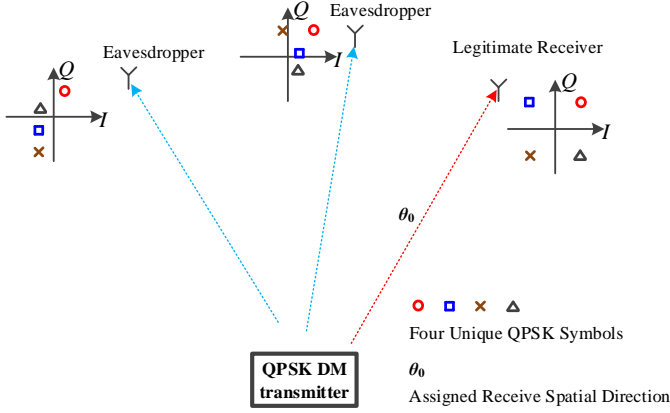 Eavesdropper
Q
I
Eavesdropper
Q
I
Legitimate Receiver
Q
I
θ₀
QPSK DM
transmitter
Four Unique QPSK Symbols
θ₀
Assigned Receive Spatial Direction